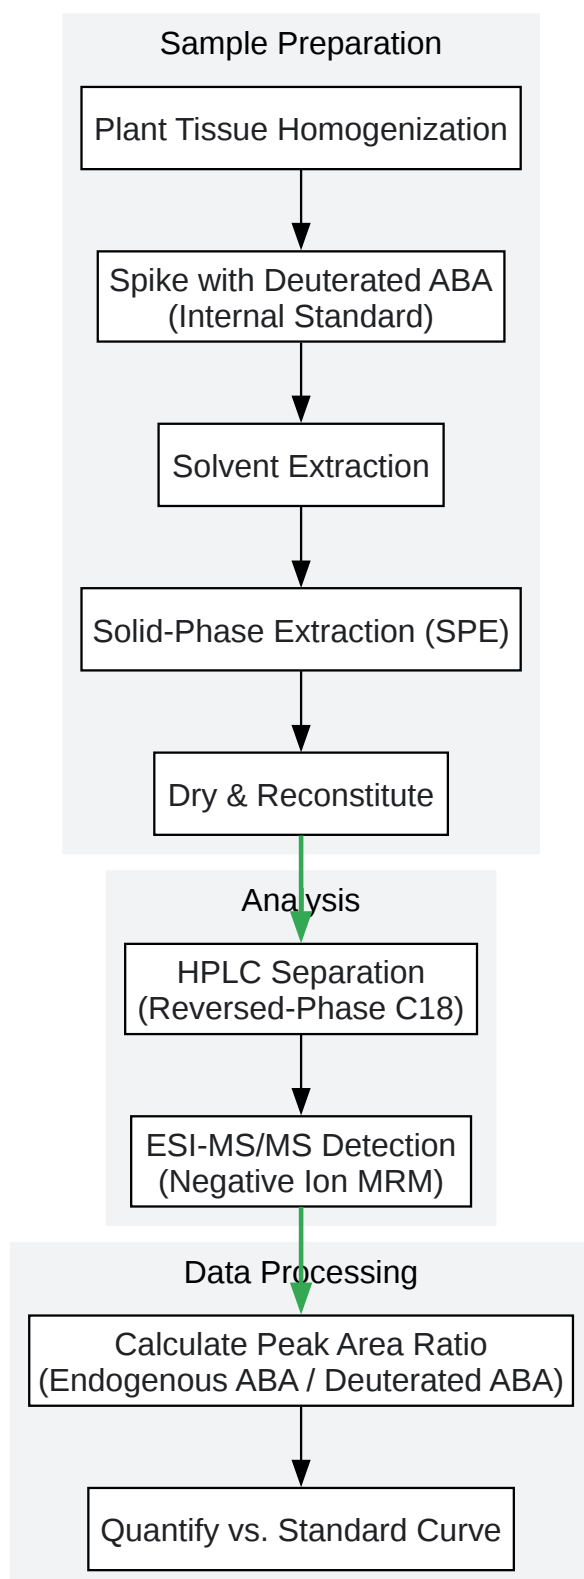 Sample Preparation
Plant Tissue Homogenization
Spike with Deuterated ABA
(Internal Standard)
Solvent Extraction
Solid-Phase Extraction (SPE)
Dry & Reconstitute
Analysis
HPLC Separation
(Reversed-Phase C18)
ESI-MS/MS Detection
(Negative Ion MRM)
Data Processing
Calculate Peak Area Ratio
(Endogenous ABA / Deuterated ABA)
Quantify vs. Standard Curve